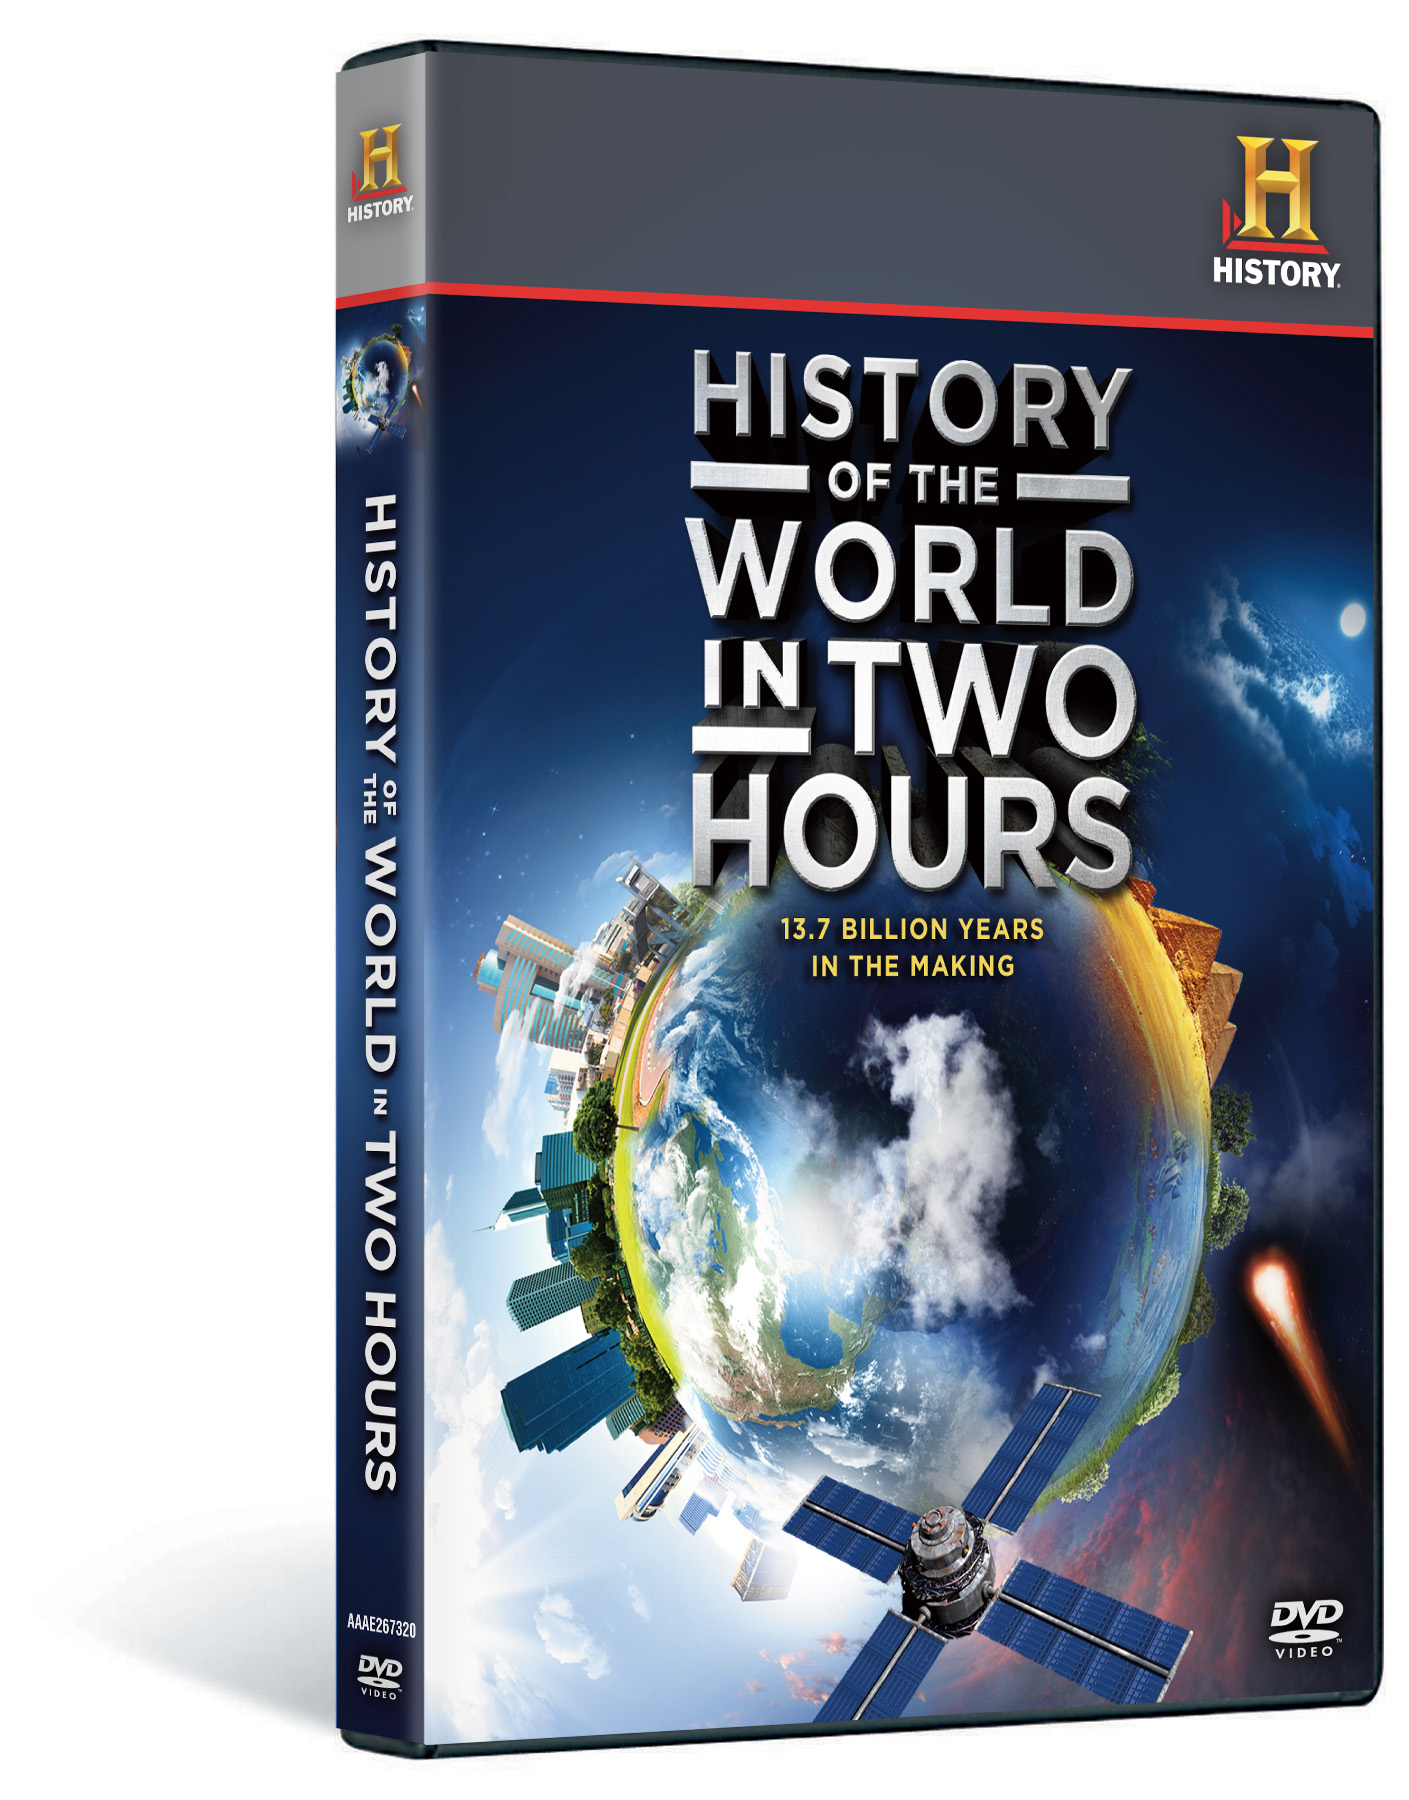 HISTORY
HISTORY
OF THE
WORLD
IN TWO
HOURS
13.7 BILLION YEARS
IN THE MAKING
DVD
VIDEO
HISTORY
HISTORY OF THE WORLD IN TWO HOURS
AAAE267320
DVD
VIDEO